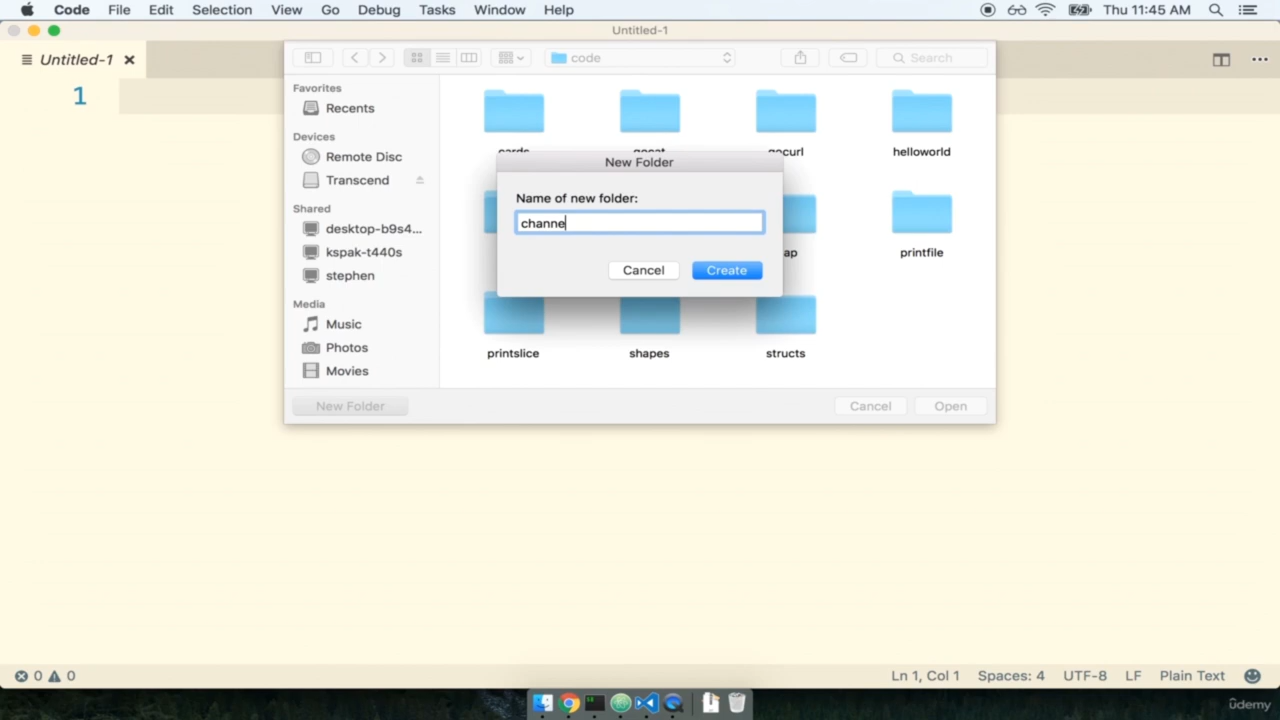 Code File Edit Selection View Go Debug Tasks Window Help Thu 11:45 AM
Untitled-1
Untitled-1
code
Search
1
Favorites
Recents
Devices
Remote Disc
Transcend
Shared
desktop-b9s4...
kspak-t440s
stephen
Media
Music
Photos
Movies
helloworld
printfile
printslice shapes structs
New Folder
Name of new folder:
channe
Cancel Create
New Folder Cancel Open
0 0 Ln 1, Col 1 Spaces: 4 UTF-8 LF Plain Text
ûdemy